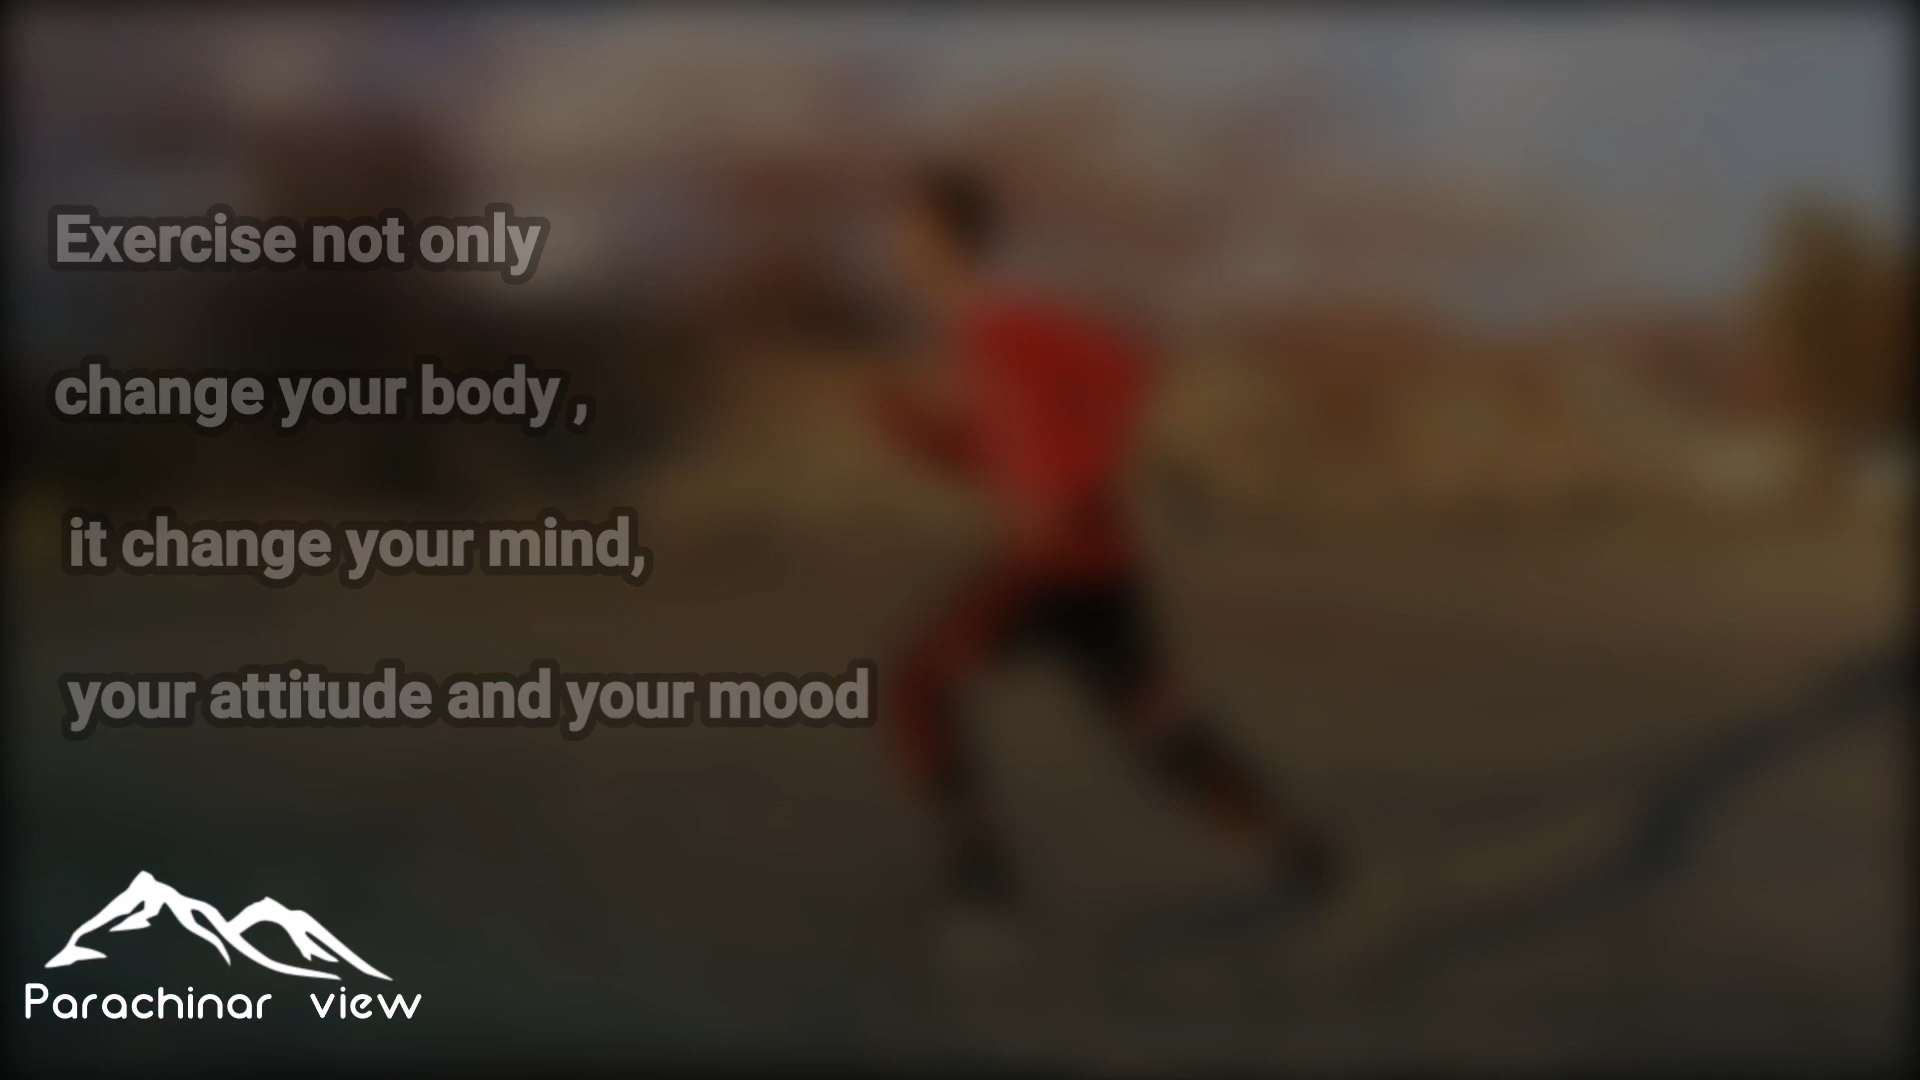 Exercise not only
change your body ,
it change your mind,
your attitude and your mood
Parachinar view